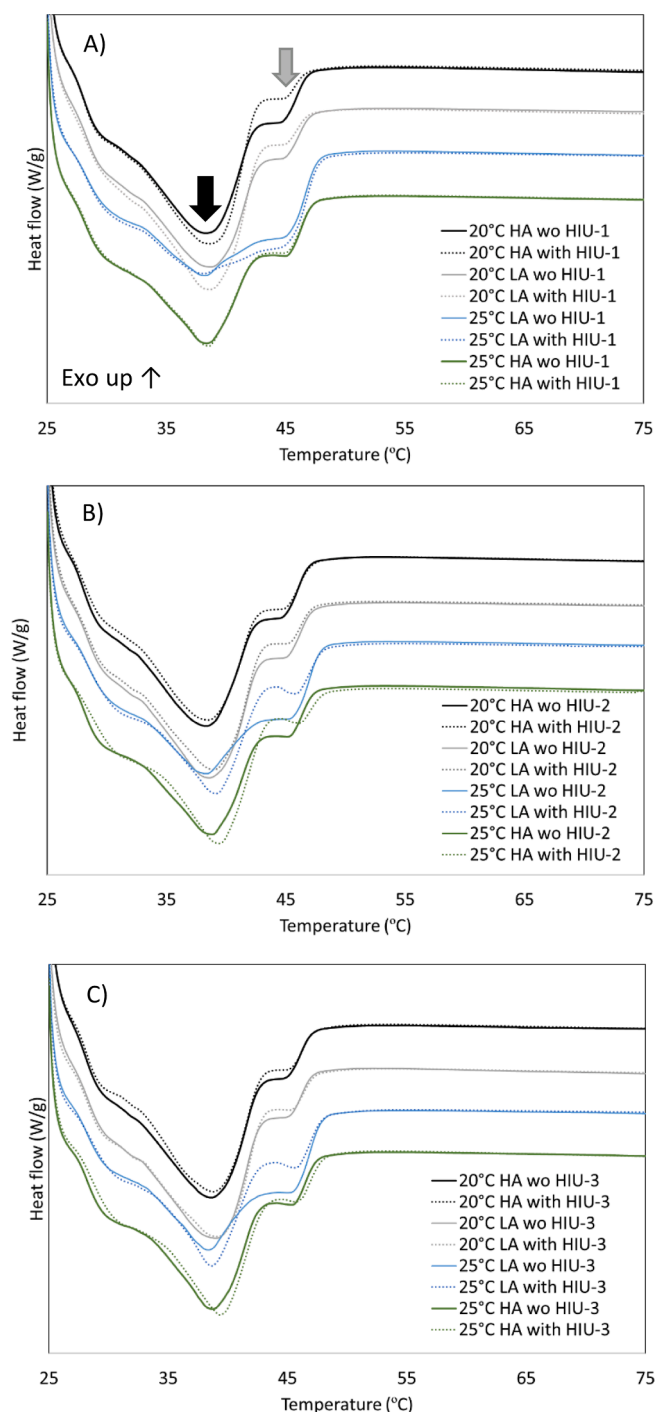 A)
Heat flow (W/g)
20°C HA wo HIU-1
20°C HA with HIU-1
20°C LA wo HIU-1
20°C LA with HIU-1
25°C LA wo HIU-1
25°C LA with HIU-1
25°C HA wo HIU-1
25°C HA with HIU-1
Exo up ↑
25 35 45 55 65 75
Temperature (°C)
B)
Heat flow (W/g)
20°C HA wo HIU-2
20°C HA with HIU-2
20°C LA wo HIU-2
20°C LA with HIU-2
25°C LA wo HIU-2
25°C LA with HIU-2
25°C HA wo HIU-2
25°C HA with HIU-2
25 35 45 55 65 75
Temperature (°C)
C)
Heat flow (W/g)
20°C HA wo HIU-3
20°C HA with HIU-3
20°C LA wo HIU-3
20°C LA with HIU-3
25°C LA wo HIU-3
25°C LA with HIU-3
25°C HA wo HIU-3
25°C HA with HIU-3
25 35 45 55 65 75
Temperature (°C)